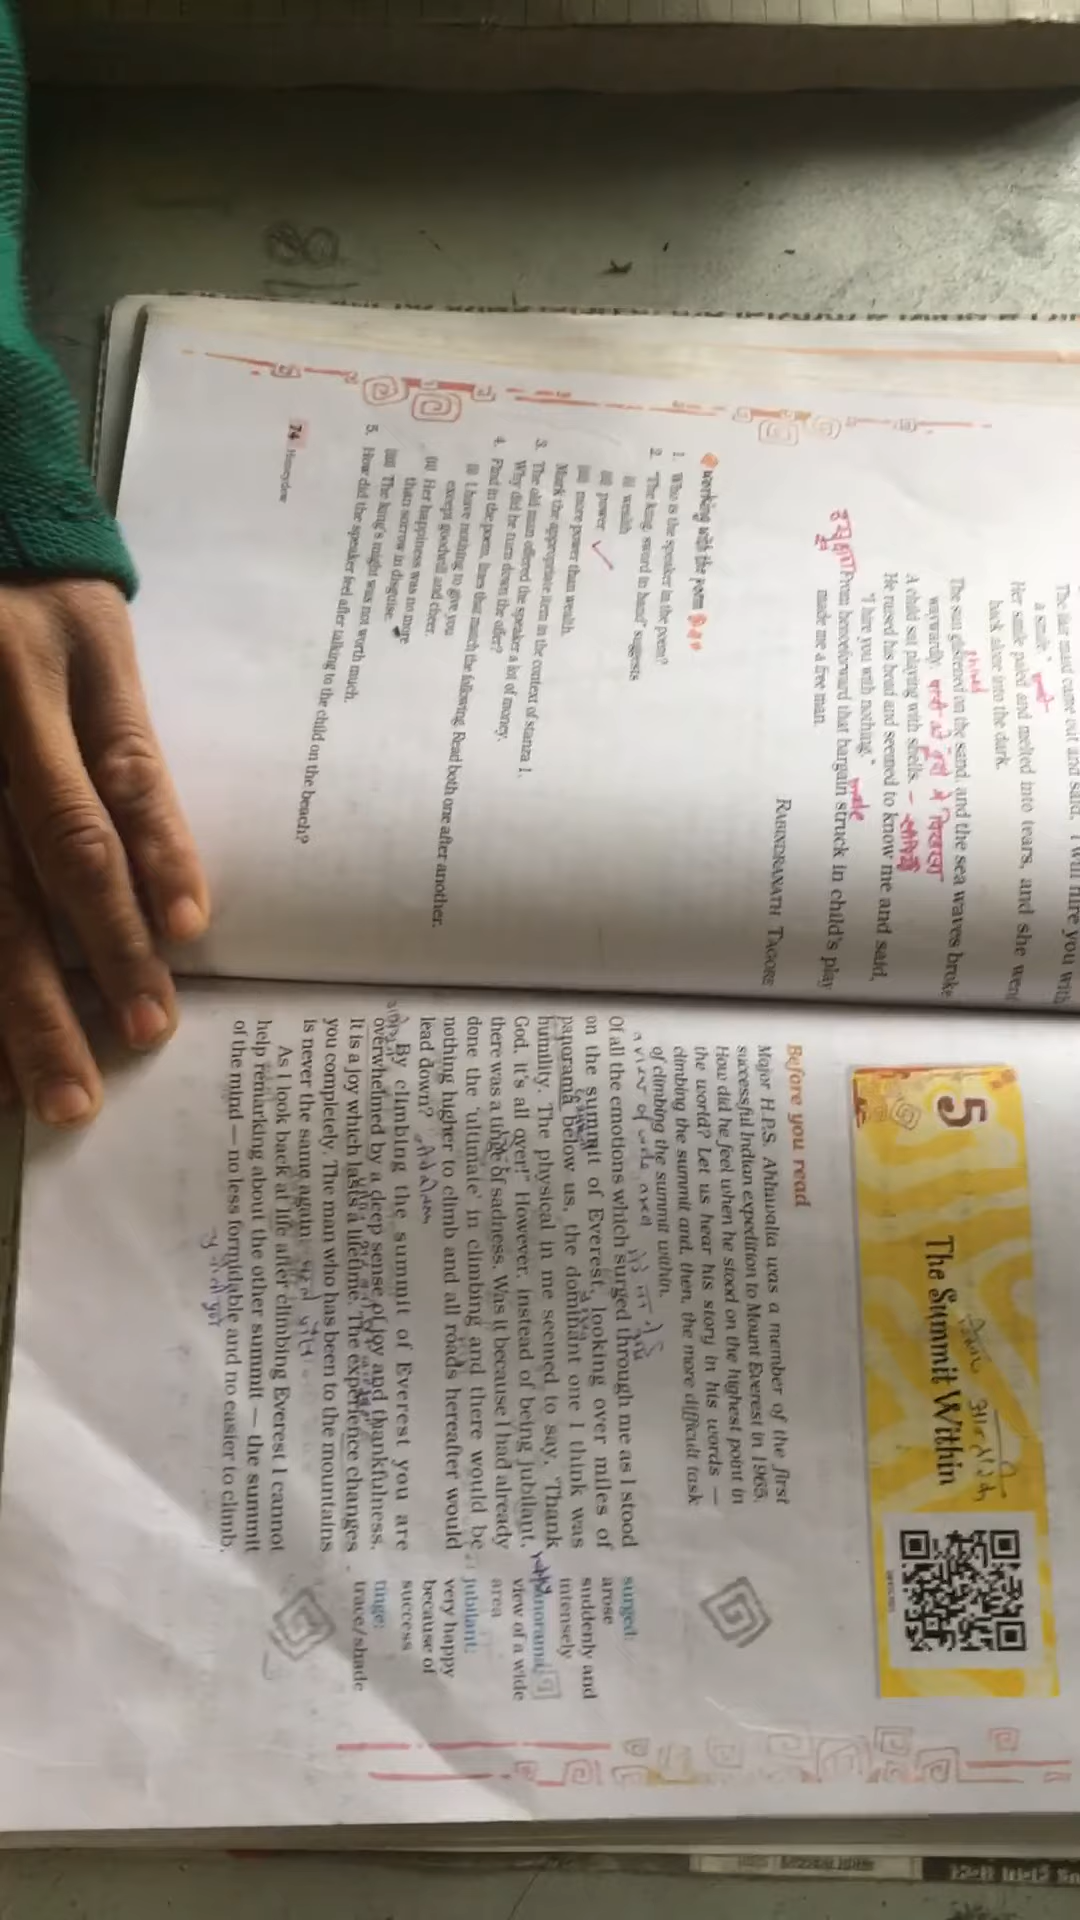 The fair maid came out and said, "I will hire you with
a smile."
Her smile paled and melted into tears, and she went
back alone into the dark.
The sun glistened on the sand, and the sea waves broke
waywardly.
A child sat playing with shells.
He raised his head and seemed to know me and said,
"I hire you with nothing."
made
From henceforward that bargain struck in child's play
made me a free man.
RABINDRANATH TAGORE
Working with the poem
1. Who is the speaker in the poem?
2. "The king, sword in hand" suggests
(i) wealth
(ii) power ✓
(iii) more power than wealth.
Mark the appropriate item in the context of stanza 1.
3. The old man offered the speaker a lot of money.
Why did he turn down the offer?
4. Find in the poem, lines that match the following. Read both one after another.
(i) I have nothing to give you
except goodwill and cheer.
(ii) Her happiness was no more
than sorrow in disguise.
(iii) The king's might was not worth much.
5. How did the speaker feel after talking to the child on the beach?
74 Honeydew
5
The Summit Within
Before you read
Major H.P.S. Ahluwalia was a member of the first
successful Indian expedition to Mount Everest in 1965.
How did he feel when he stood on the highest point in
the world? Let us hear his story in his words —
climbing the summit and, then, the more difficult task
of climbing the summit within.
a view of wide area
Of all the emotions which surged through me as I stood
on the summit of Everest, looking over miles of
panorama below us, the dominant one I think was
humility. The physical in me seemed to say, 'Thank
God, it's all over!" However, instead of being jubilant,
there was a tinge of sadness. Was it because I had already
done the 'ultimate' in climbing and there would be
nothing higher to climb and all roads hereafter would
lead down?
By climbing the summit of Everest you are
overwhelmed by a deep sense of joy and thankfulness.
It is a joy which lasts a lifetime. The experience changes
you completely. The man who has been to the mountains
is never the same again.
As I look back at life after climbing Everest I cannot
help remarking about the other summit — the summit
of the mind — no less formidable and no easier to climb.
surged:
arose
suddenly and
intensely
panorama:
view of a wide
area
jubilant:
very happy
because of
success
tinge:
trace/shade